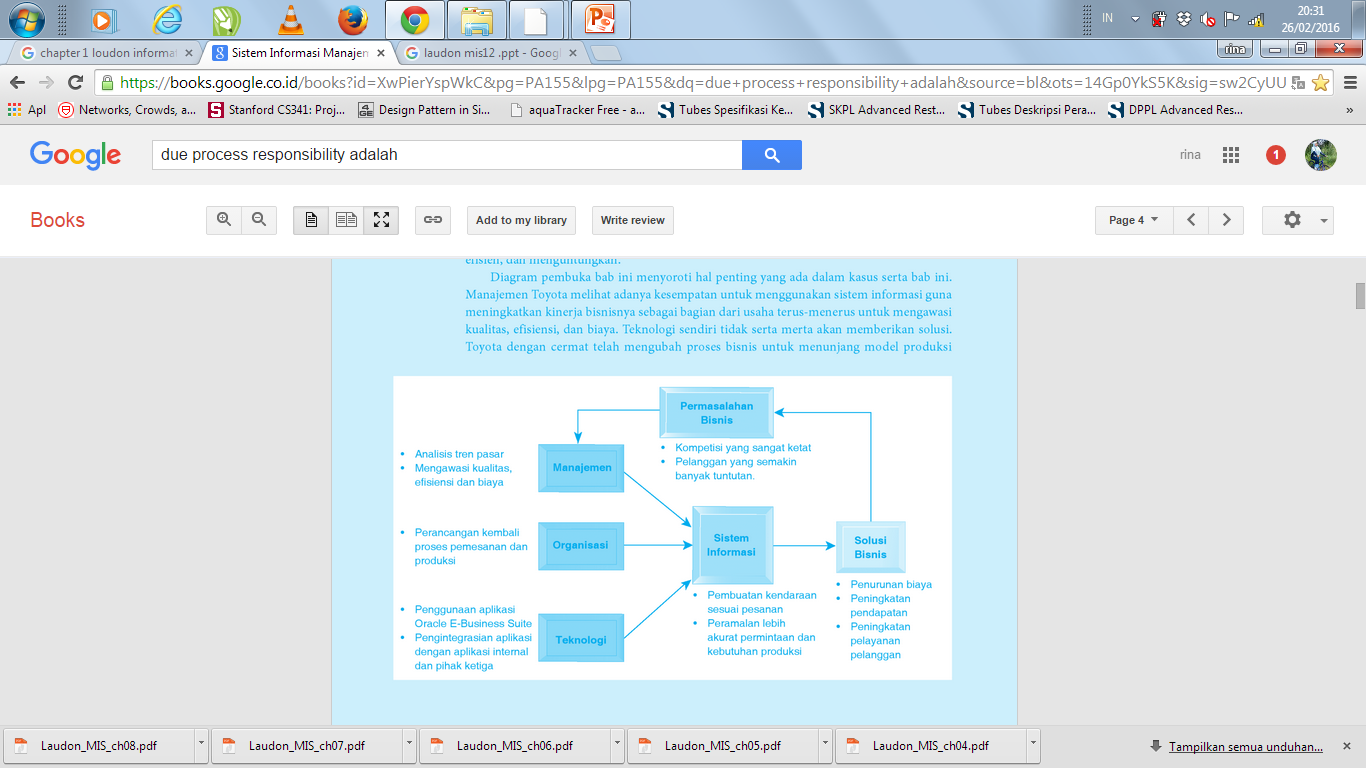 IN
20:31
26/02/2016
chapter 1 loudon informat
Sistem Informasi Manajem
laudon mis12 .ppt - Googl
rina
https://books.google.co.id/books?id=XwPierYspWkC&pg=PA155&lpg=PA155&dq=due+process+responsibility+adalah&source=bl&ots=14Gp0YkS5K&sig=sw2CyUU
Apl
Networks, Crowds, a...
Stanford CS341: Proj...
Design Pattern in Si...
aquaTracker Free - a...
Tubes Spesifikasi Ke...
SKPL Advanced Rest...
Tubes Deskripsi Pera...
DPPL Advanced Res...
Google
due process responsibility adalah
rina
1
Books
Add to my library
Write review
Page 4
efisien, dan menguntungkan.
Diagram pembuka bab ini menyoroti hal penting yang ada dalam kasus serta bab ini.
Manajemen Toyota melihat adanya kesempatan untuk menggunakan sistem informasi guna
meningkatkan kinerja bisnisnya sebagai bagian dari usaha terus-menerus untuk mengawasi
kualitas, efisiensi, dan biaya. Teknologi sendiri tidak serta merta akan memberikan solusi.
Toyota dengan cermat telah mengubah proses bisnis untuk menunjang model produksi
Permasalahan
Bisnis
• Kompetisi yang sangat ketat
• Pelanggan yang semakin
banyak tuntutan.
• Analisis tren pasar
• Mengawasi kualitas,
efisiensi dan biaya
Manajemen
• Perancangan kembali
proses pemesanan dan
produksi
Organisasi
• Penggunaan aplikasi
Oracle E-Business Suite
• Pengintegrasian aplikasi
dengan aplikasi internal
dan pihak ketiga
Teknologi
Sistem
Informasi
• Pembuatan kendaraan
sesuai pesanan
• Peramalan lebih
akurat permintaan dan
kebutuhan produksi
Solusi
Bisnis
• Penurunan biaya
• Peningkatan
pendapatan
• Peningkatan
pelayanan
pelanggan
Laudon_MIS_ch08.pdf
Laudon_MIS_ch07.pdf
Laudon_MIS_ch06.pdf
Laudon_MIS_ch05.pdf
Laudon_MIS_ch04.pdf
Tampilkan semua unduhan...